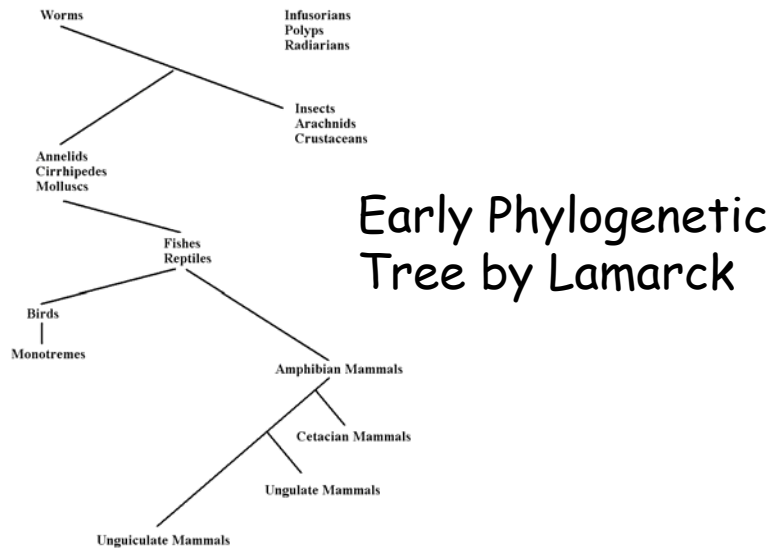 Worms
Infusorians
Polyps
Radiarians
Insects
Arachnids
Crustaceans
Annelids
Cirrhipedes
Molluscs
Early Phylogenetic
Tree by Lamarck
Fishes
Reptiles
Birds
Monotremes
Amphibian Mammals
Cetacian Mammals
Ungulate Mammals
Unguiculate Mammals